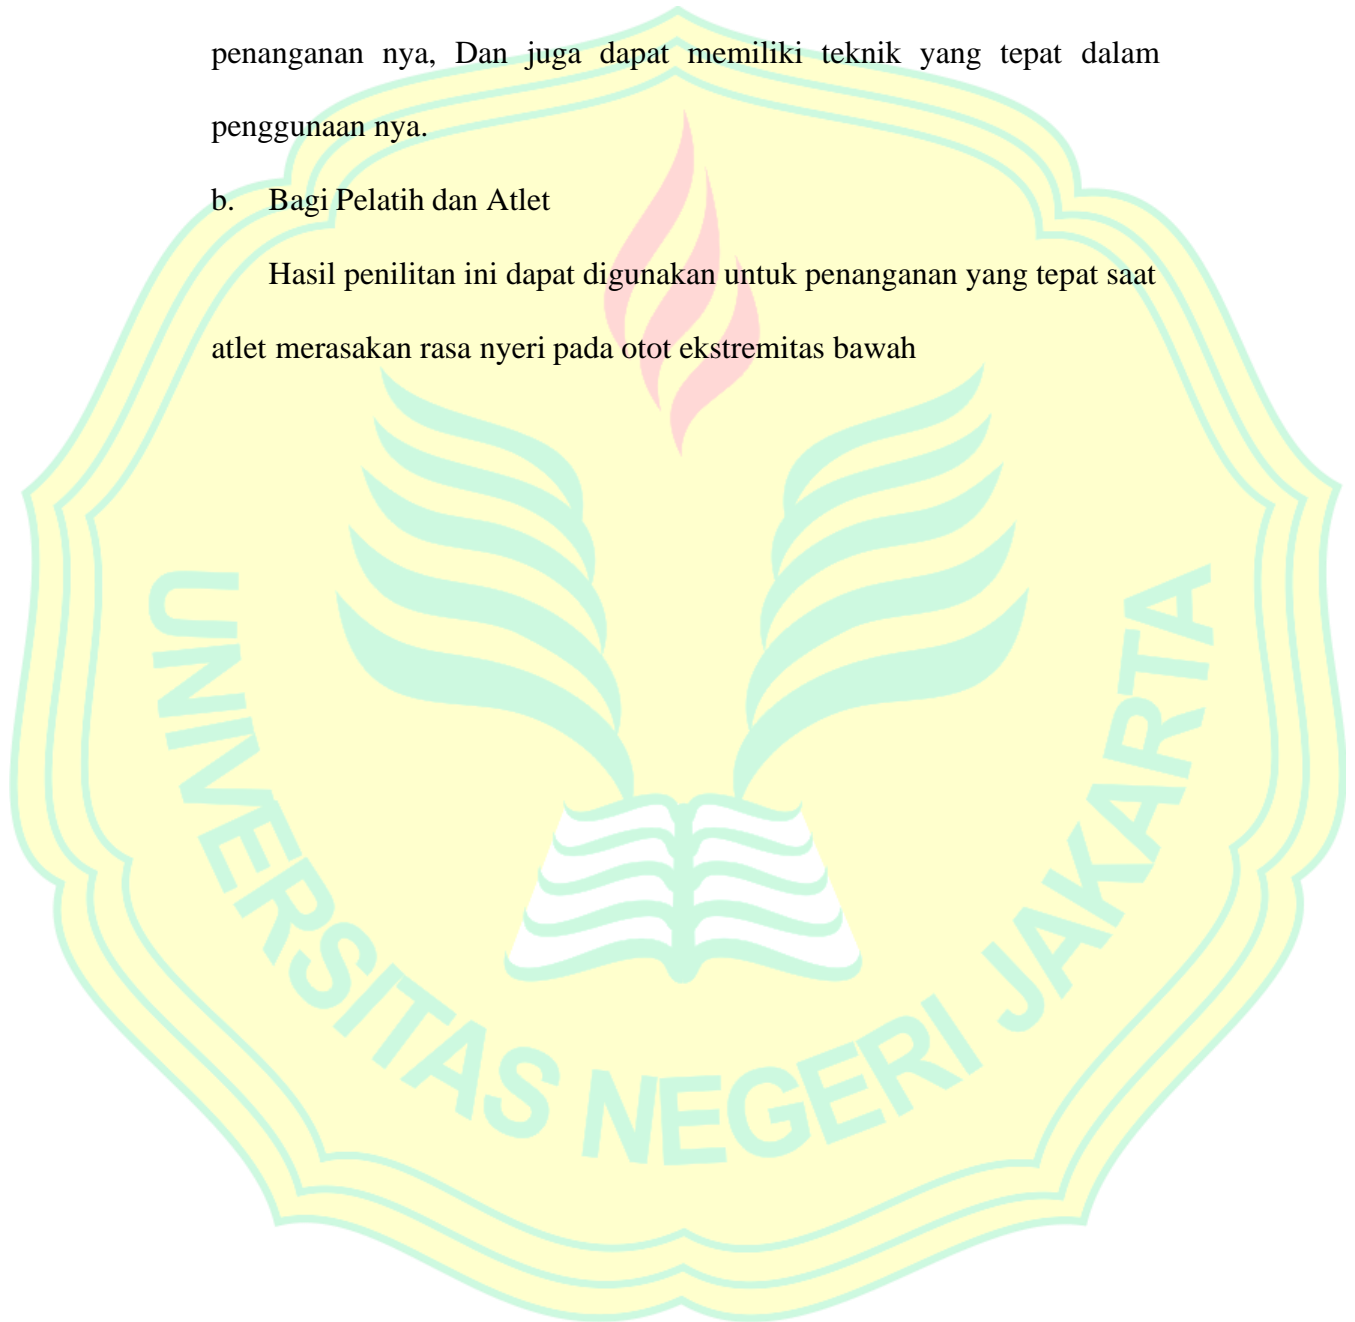 penanganan nya, Dan juga dapat memiliki teknik yang tepat dalam
penggunaan nya.
b. Bagi Pelatih dan Atlet
Hasil penilitan ini dapat digunakan untuk penanganan yang tepat saat
atlet merasakan rasa nyeri pada otot ekstremitas bawah
UNIVERSITAS NEGERI JAKARTA